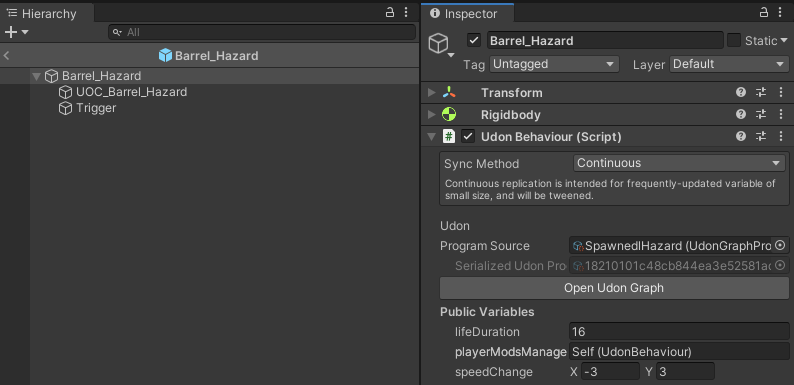 Hierarchy
All
Barrel_Hazard
Barrel_Hazard
UOC_Barrel_Hazard
Trigger
Inspector
Barrel_Hazard Static
Tag Untagged Layer Default
Transform
Rigidbody
Udon Behaviour (Script)
Sync Method Continuous
Continuous replication is intended for frequently-updated variable of
small size, and will be tweened.
Udon
Program Source SpawnedlHazard (UdonGraphPro
Serialized Udon Pro 18210101c48cb844ea3e52581ad
Open Udon Graph
Public Variables
lifeDuration 16
playerModsManage Self (UdonBehaviour)
speedChange X -3 Y 3